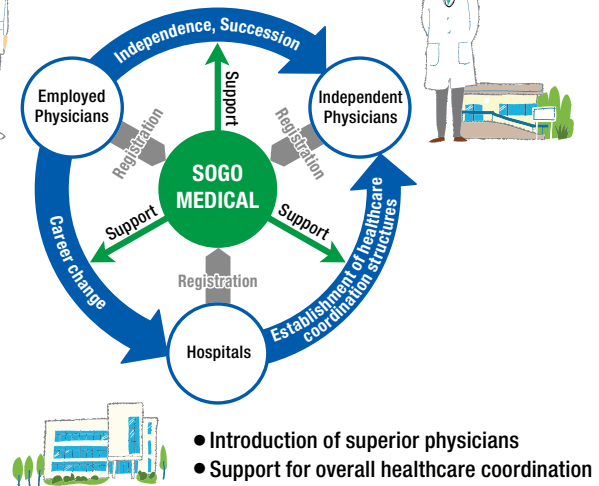 Independence, Succession
Employed
Physicians
Support
Independent
Physicians
Registration
Registration
SOGO
MEDICAL
Support
Support
Career change
Registration
Establishment of healthcare
coordination structures
Hospitals
● Introduction of superior physicians
● Support for overall healthcare coordination